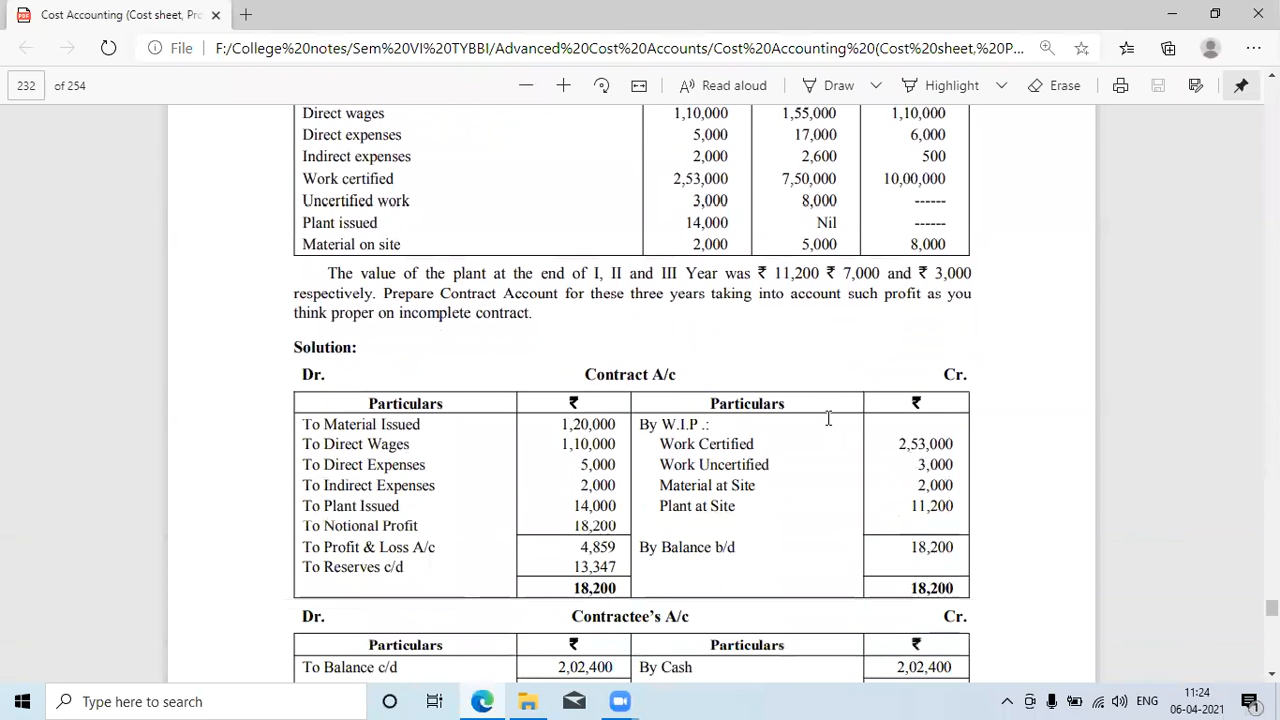 Cost Accounting (Cost sheet, Pro
File F:/College%20notes/Sem%20VI%20TYBBI/Advanced%20Cost%20Accounts/Cost%20Accounting%20(Cost%20sheet,%20P...
232 of 254 Read aloud Draw Highlight Erase
Direct wages 1,10,000 1,55,000 1,10,000
Direct expenses 5,000 17,000 6,000
Indirect expenses 2,000 2,600 500
Work certified 2,53,000 7,50,000 10,00,000
Uncertified work 3,000 8,000 ------
Plant issued 14,000 Nil ------
Material on site 2,000 5,000 8,000
The value of the plant at the end of I, II and III Year was ₹ 11,200 ₹ 7,000 and ₹ 3,000
respectively. Prepare Contract Account for these three years taking into account such profit as you
think proper on incomplete contract.
Solution:
Dr. Contract A/c Cr.
Particulars ₹ Particulars ₹
To Material Issued 1,20,000 By W.I.P .:
To Direct Wages 1,10,000 Work Certified 2,53,000
To Direct Expenses 5,000 Work Uncertified 3,000
To Indirect Expenses 2,000 Material at Site 2,000
To Plant Issued 14,000 Plant at Site 11,200
To Notional Profit 18,200
To Profit & Loss A/c 4,859 By Balance b/d 18,200
To Reserves c/d 13,347
18,200 18,200
Dr. Contractee's A/c Cr.
Particulars ₹ Particulars ₹
To Balance c/d 2,02,400 By Cash 2,02,400
Type here to search
ENG
11:24
06-04-2021